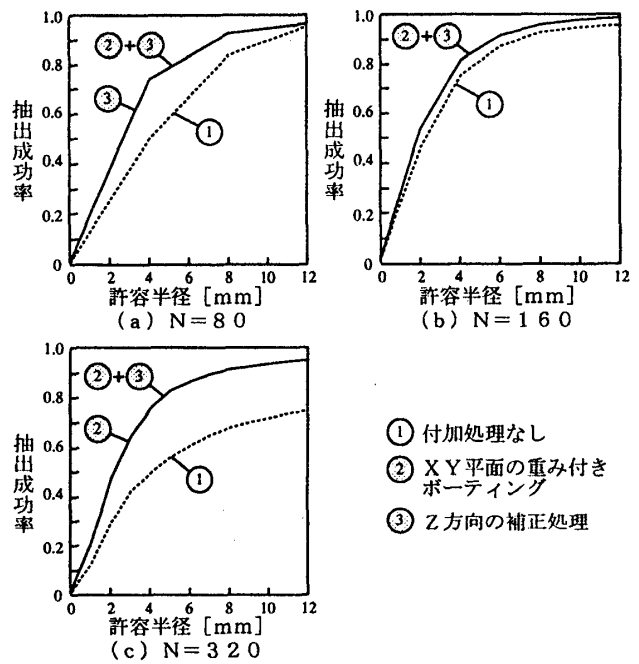 1.0
0.8
0.6
0.4
0.2
0
②+③
③
①
抽出成功率
0 2 4 6 8 10 12
許容半径 [mm]
(a) N=80
1.0
0.8
0.6
0.4
0.2
0
②+③
①
抽出成功率
0 2 4 6 8 10 12
許容半径 [mm]
(b) N=160
1.0
0.8
0.6
0.4
0.2
0
②+③
②
①
抽出成功率
0 2 4 6 8 10 12
許容半径 [mm]
(c) N=320
① 付加処理なし
② XY平面の重み付き
ボーティング
③ Z方向の補正処理